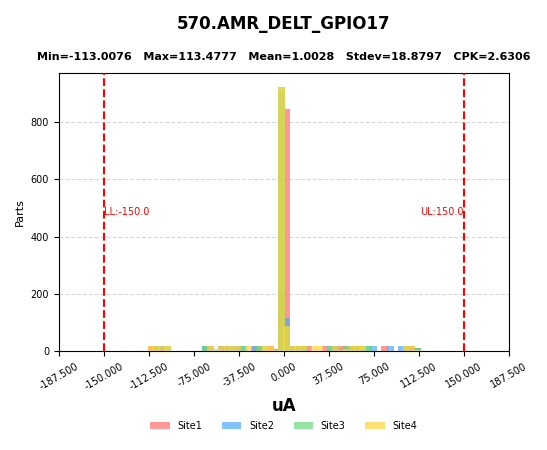 570.AMR_DELT_GPIO17
Min=-113.0076 Max=113.4777 Mean=1.0028 Stdev=18.8797 CPK=2.6306
Parts
800
600
400
200
0
LL:-150.0
UL:150.0
-187.500
-150.000
-112.500
-75.000
-37.500
0.000
37.500
75.000
112.500
150.000
187.500
uA
Site1 Site2 Site3 Site4